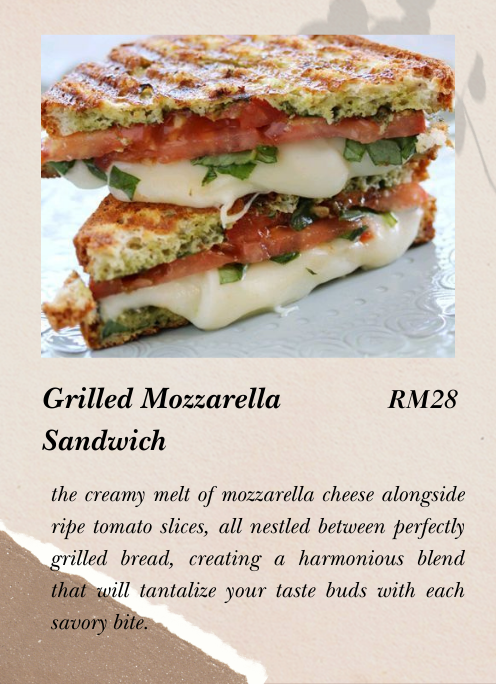 Grilled Mozzarella RM28
Sandwich
the creamy melt of mozzarella cheese alongside
ripe tomato slices, all nestled between perfectly
grilled bread, creating a harmonious blend
that will tantalize your taste buds with each
savory bite.